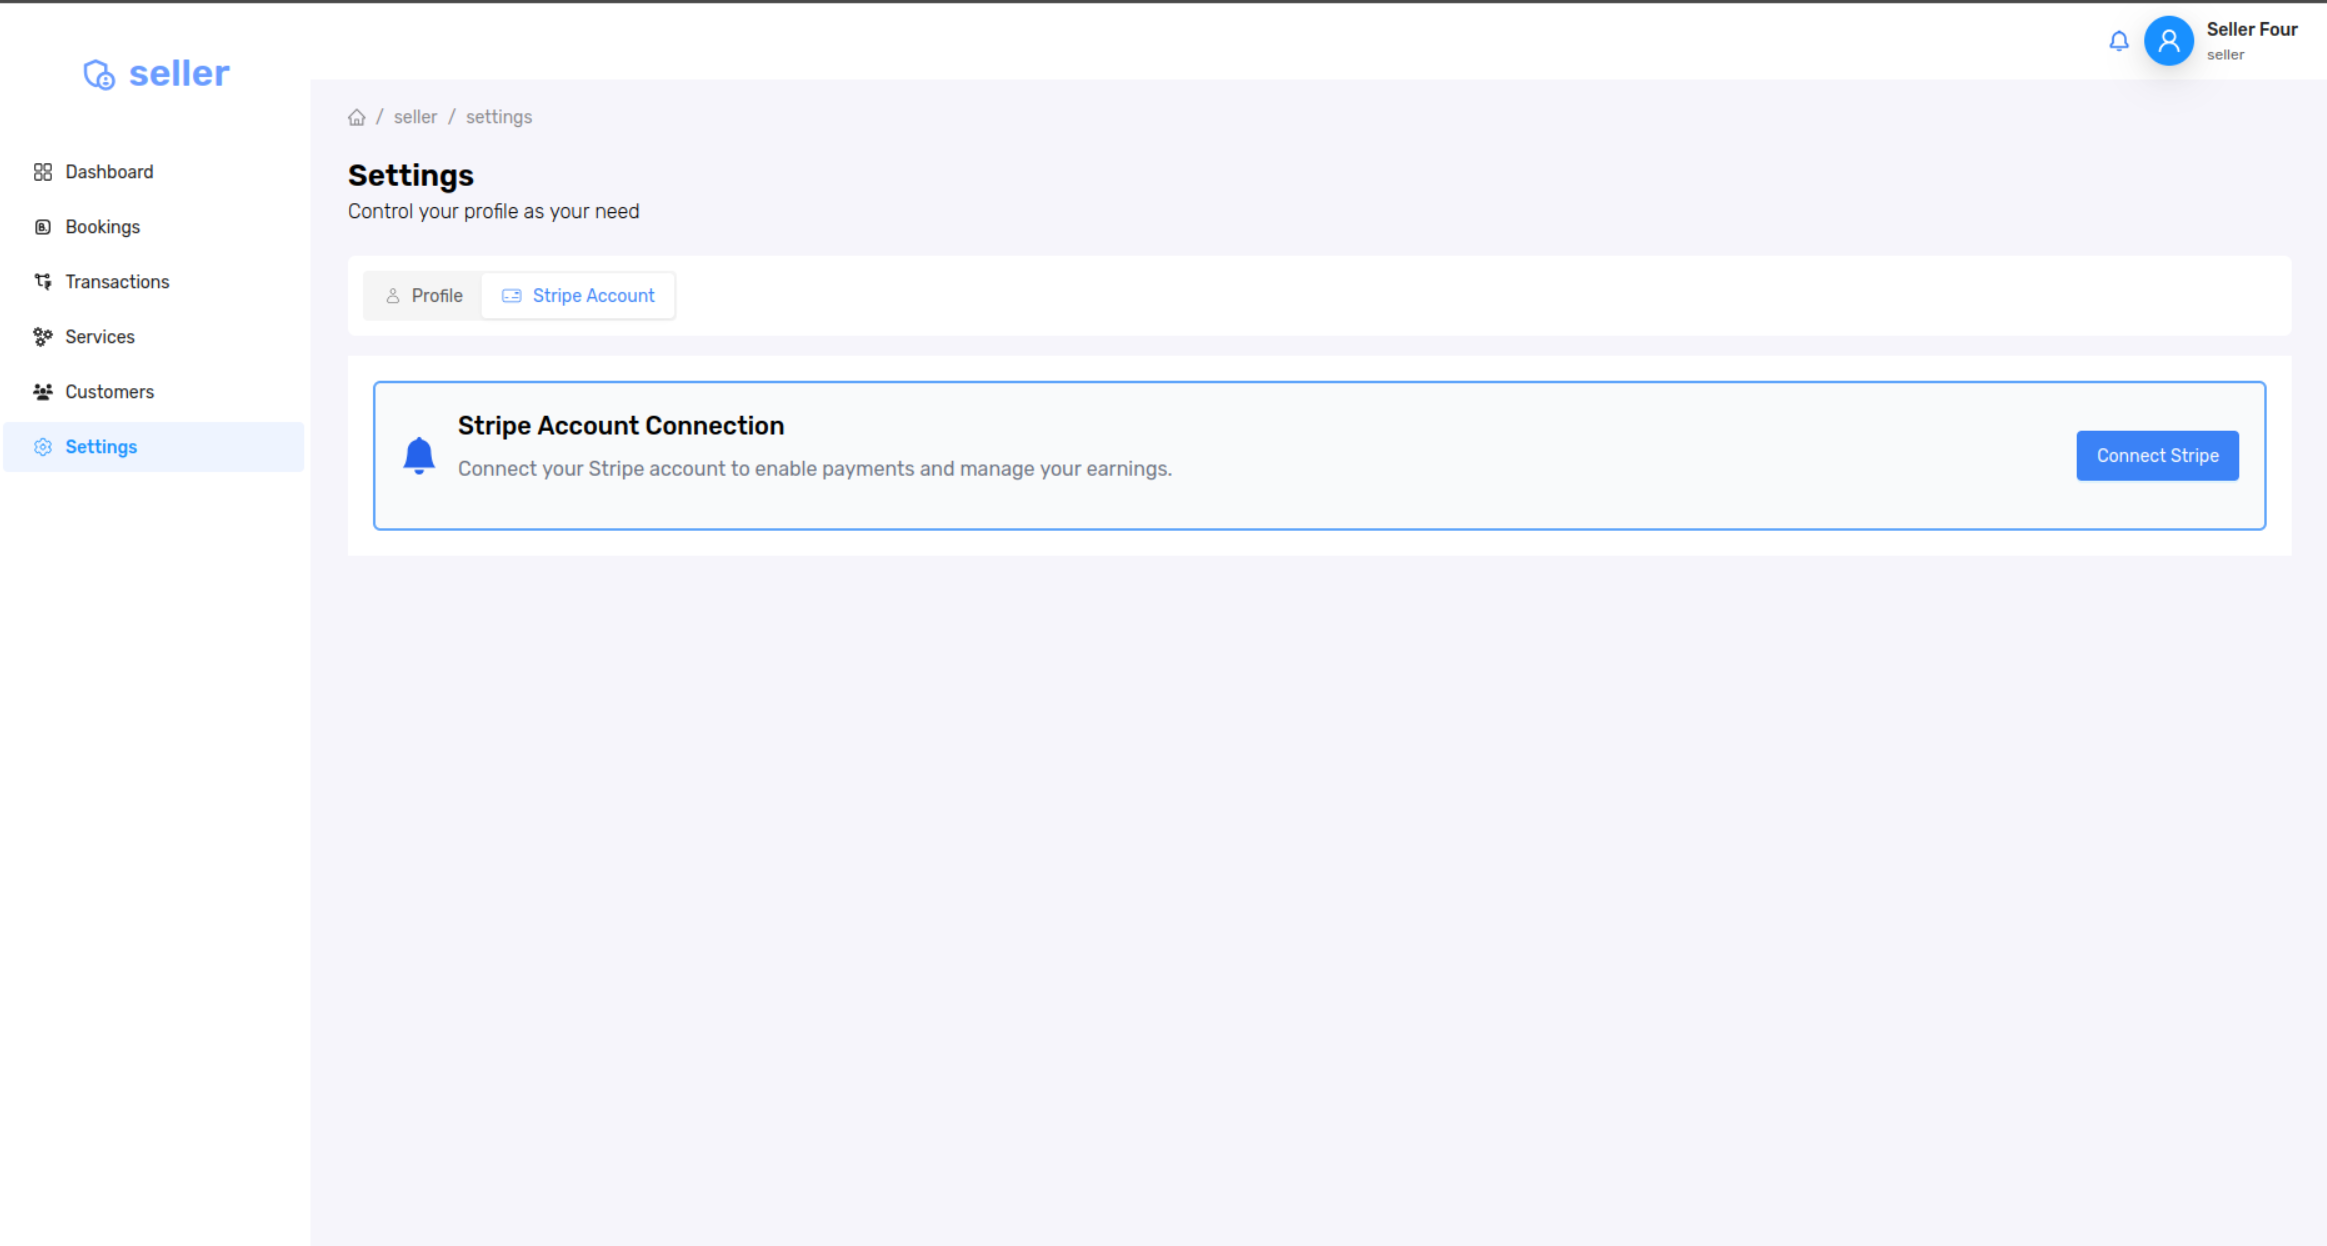 seller
Seller Four
seller
Dashboard
Bookings
Transactions
Services
Customers
Settings
/ seller / settings
Settings
Control your profile as your need
Profile
Stripe Account
Stripe Account Connection
Connect your Stripe account to enable payments and manage your earnings.
Connect Stripe